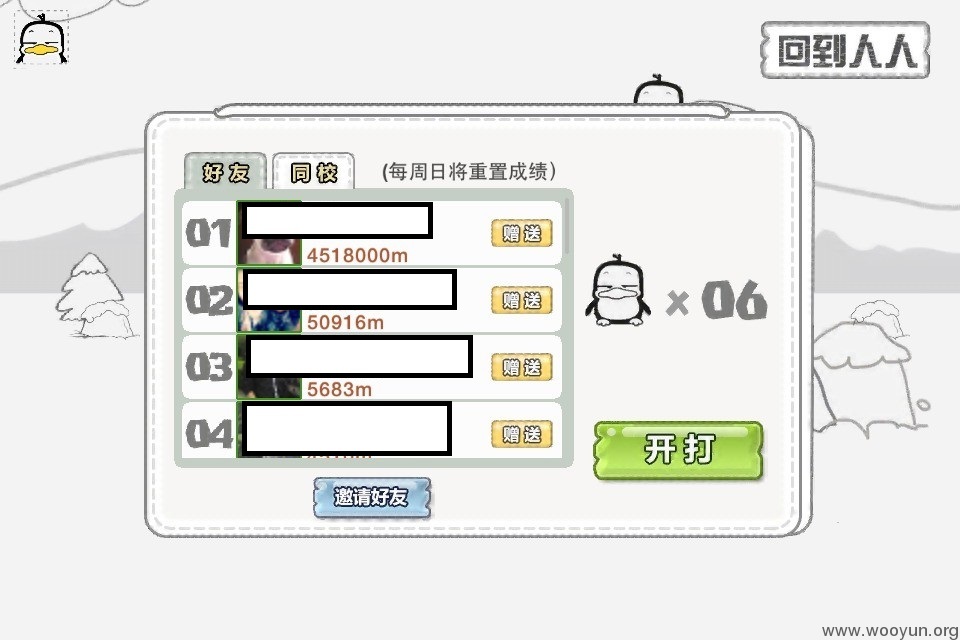 回到人人
好友 同校 (每周日将重置成绩)
01 4518000m 赠送
02 50916m 赠送
03 5683m 赠送
04 赠送
× 06
开打
邀请好友
www.wooyun.org